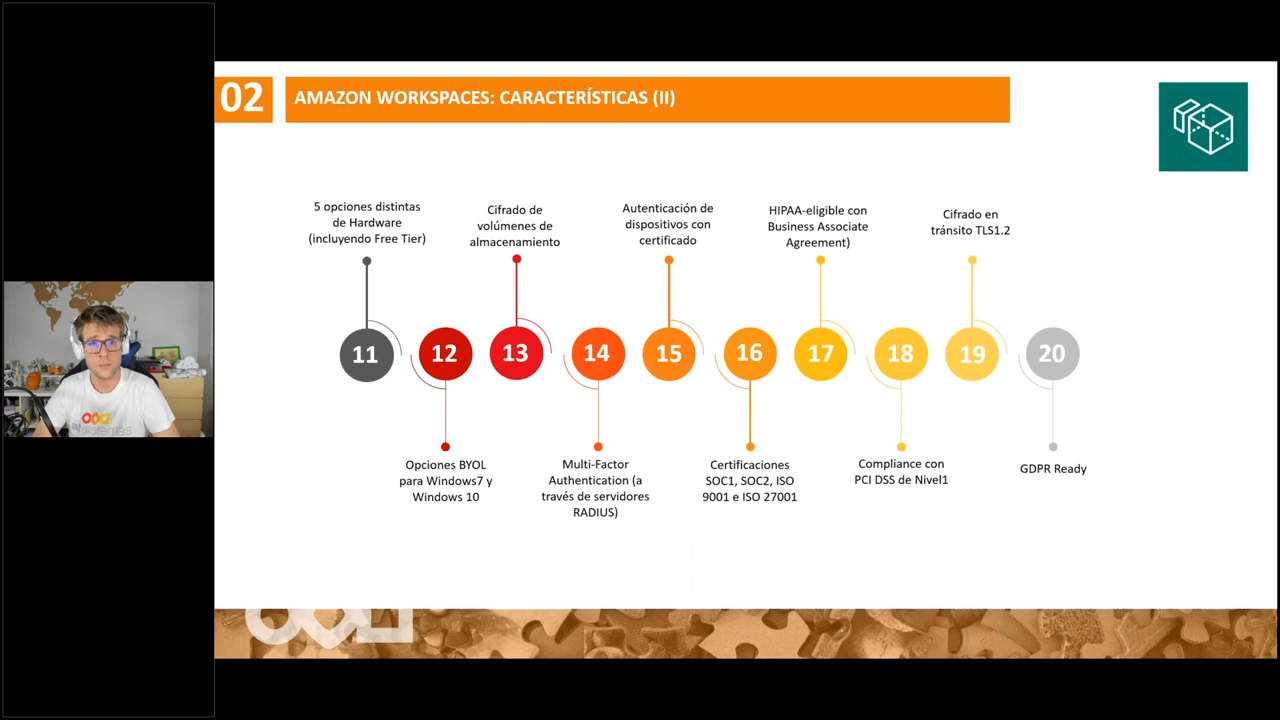 02
AMAZON WORKSPACES: CARACTERÍSTICAS (II)
5 opciones distintas
de Hardware
(incluyendo Free Tier)
Cifrado de
volúmenes de
almacenamiento
Autenticación de
dispositivos con
certificado
HIPAA-eligible con
Business Associate
Agreement)
Cifrado en
tránsito TLS1.2
11
12
13
14
15
16
17
18
19
20
Opciones BYOL
para Windows7 y
Windows 10
Multi-Factor
Authentication (a
través de servidores
RADIUS)
Certificaciones
SOC1, SOC2, ISO
9001 e ISO 27001
Compliance con
PCI DSS de Nivel1
GDPR Ready